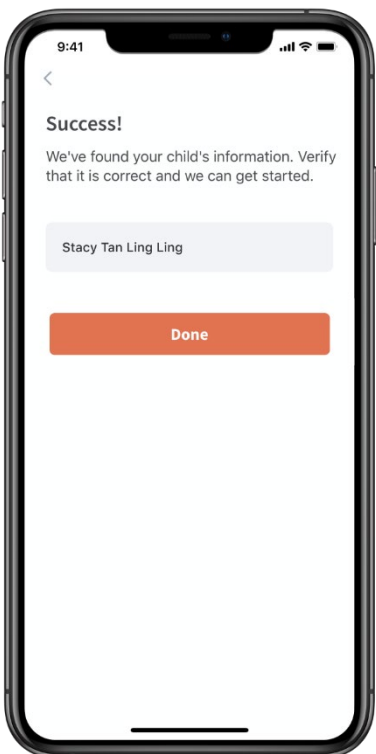 9:41
Success!
We've found your child's information. Verify
that it is correct and we can get started.
Stacy Tan Ling Ling
Done